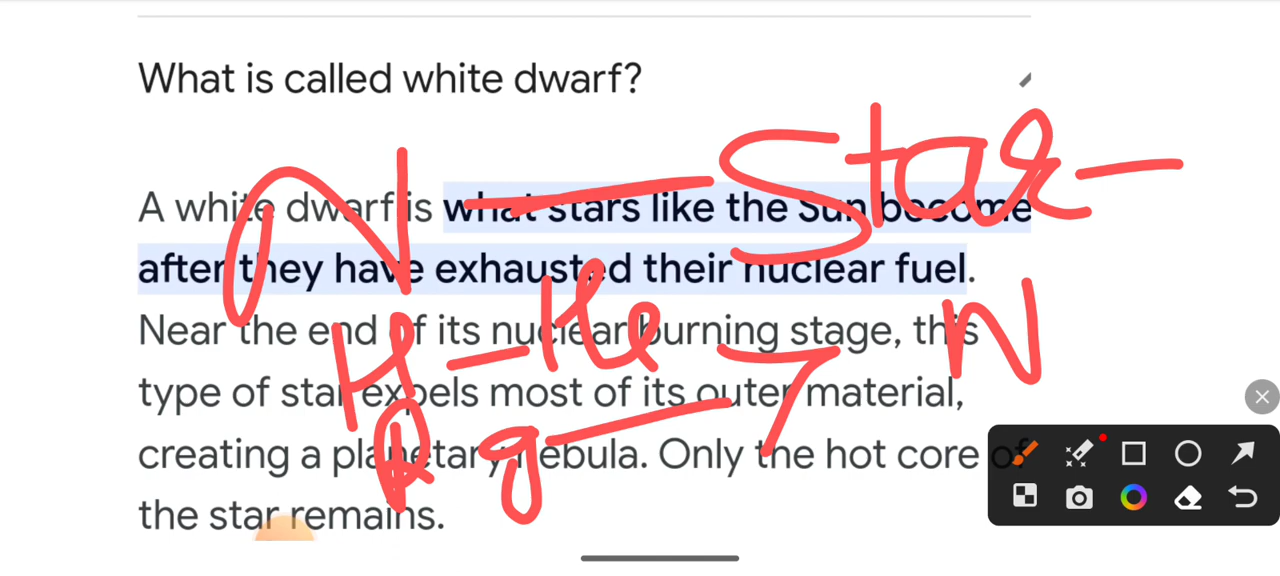 What is called white dwarf?
N — Star —
A white dwarf is what stars like the Sun become
after they have exhausted their nuclear fuel.
H — He N
Near the end of its nuclear burning stage, this
type of star expels most of its outer material,
R g —
creating a planetary nebula. Only the hot core of
the star remains.